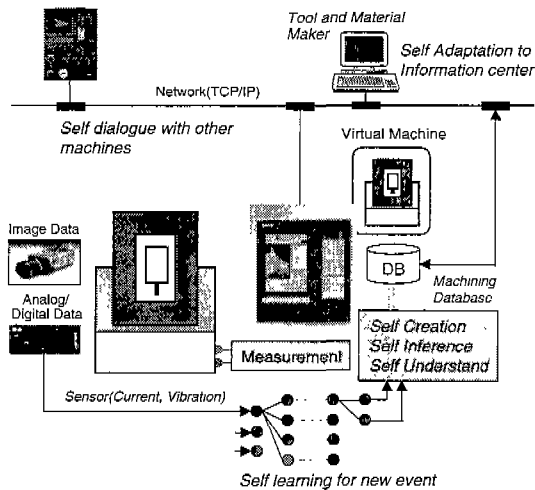 Tool and Material
Maker
Self Adaptation to
Information center
Network(TCP/IP)
Self dialogue with other
machines
Virtual Machine
Image Data
DB
Analog/
Digital Data
Machining
Database
Self Creation
Self Inference
Self Understand
Measurement
Sensor(Current, Vibration)
Self learning for new event